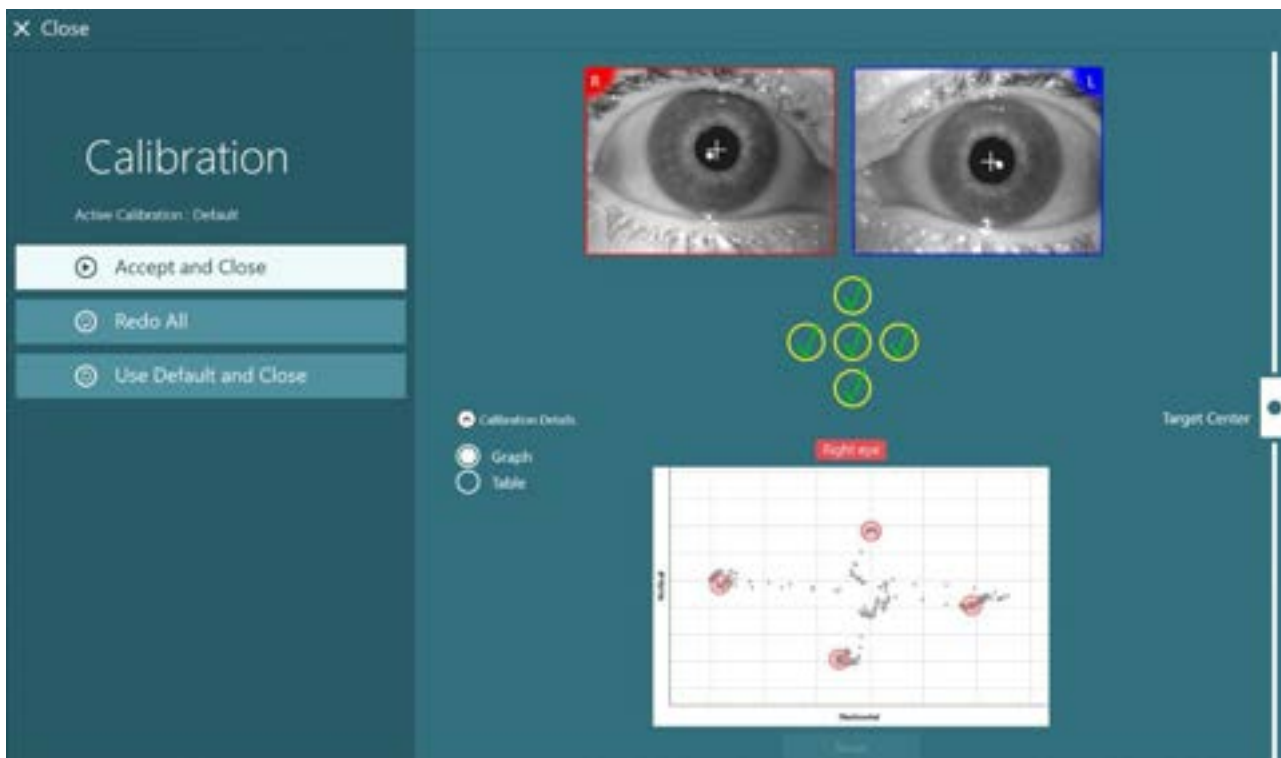 Close
Calibration
Active Calibration : Default
Accept and Close
Redo All
Use Default and Close
R
L
Calibration Details
Graph
Table
Target Center
Right eye
Vertical
Horizontal